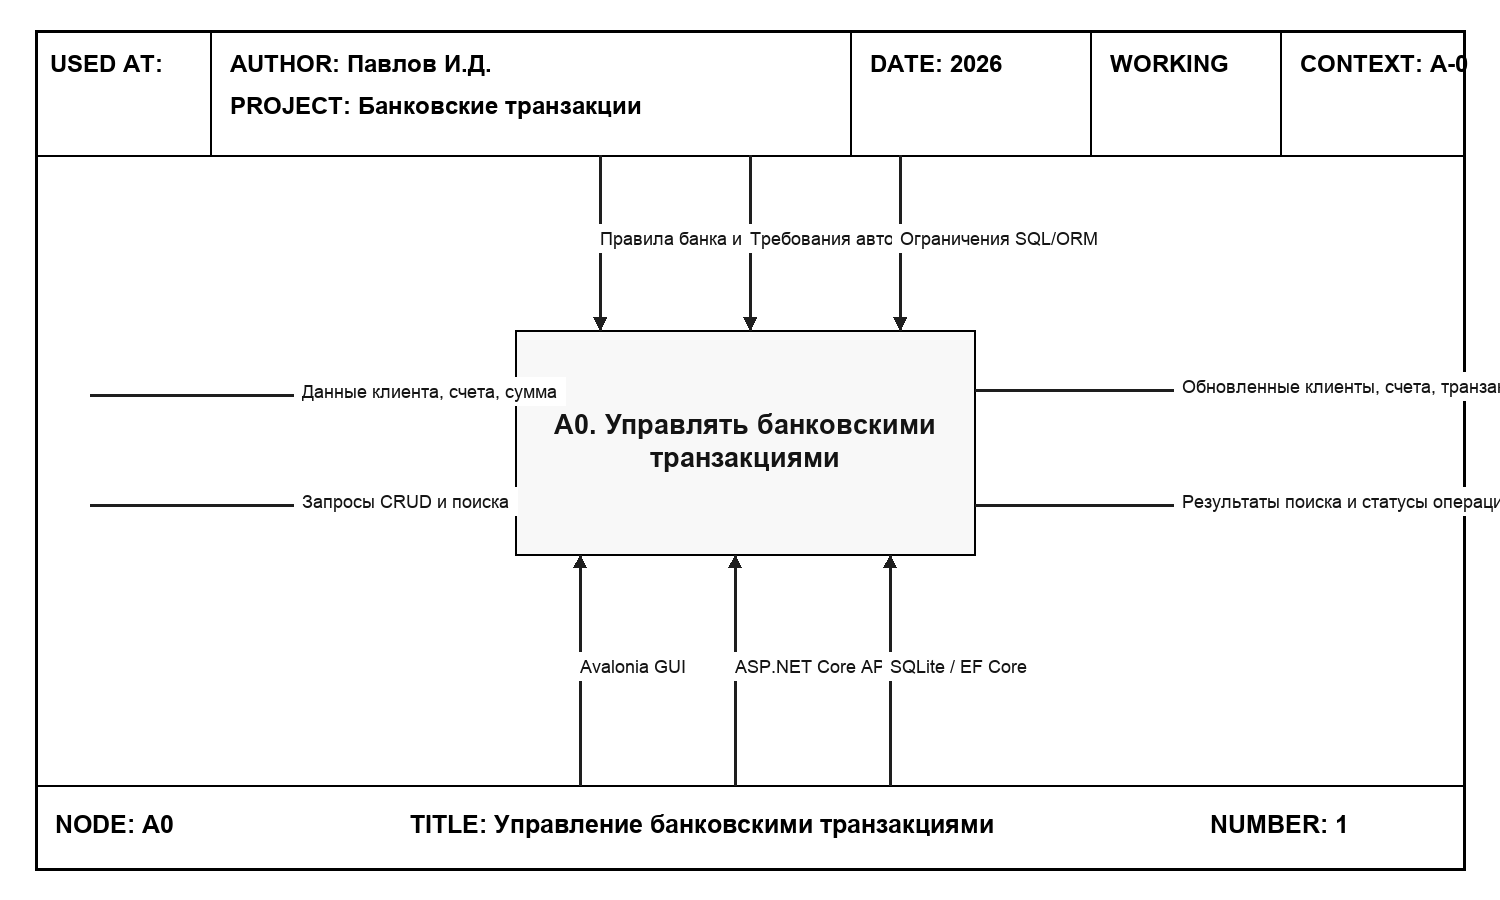 USED AT:
AUTHOR: Павлов И.Д.
PROJECT: Банковские транзакции
DATE: 2026
WORKING
CONTEXT: A-0
Правила банка и
Требования авто
Ограничения SQL/ORM
Данные клиента, счета, сумма
Обновленные клиенты, счета, транза
A0. Управлять банковскими
транзакциями
Запросы CRUD и поиска
Результаты поиска и статусы операци
Avalonia GUI
ASP.NET Core AP
SQLite / EF Core
NODE: A0
TITLE: Управление банковскими транзакциями
NUMBER: 1